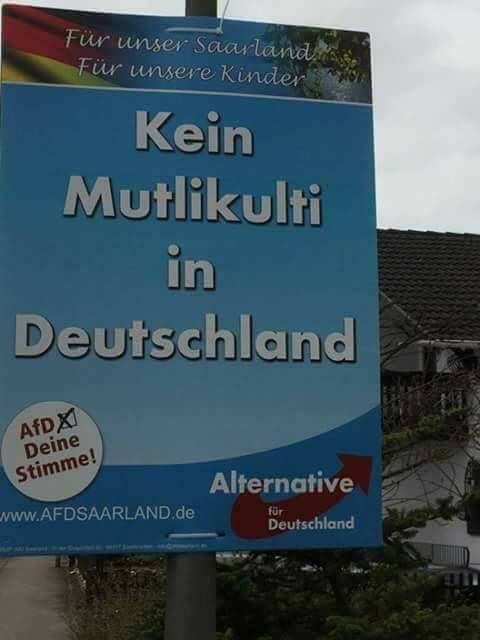 Für unser Saarland
Für unsere Kinder
Kein
Mutlikulti
in
Deutschland
AfD
Deine
Stimme!
Alternative
für
Deutschland
www.AFDSAARLAND.de